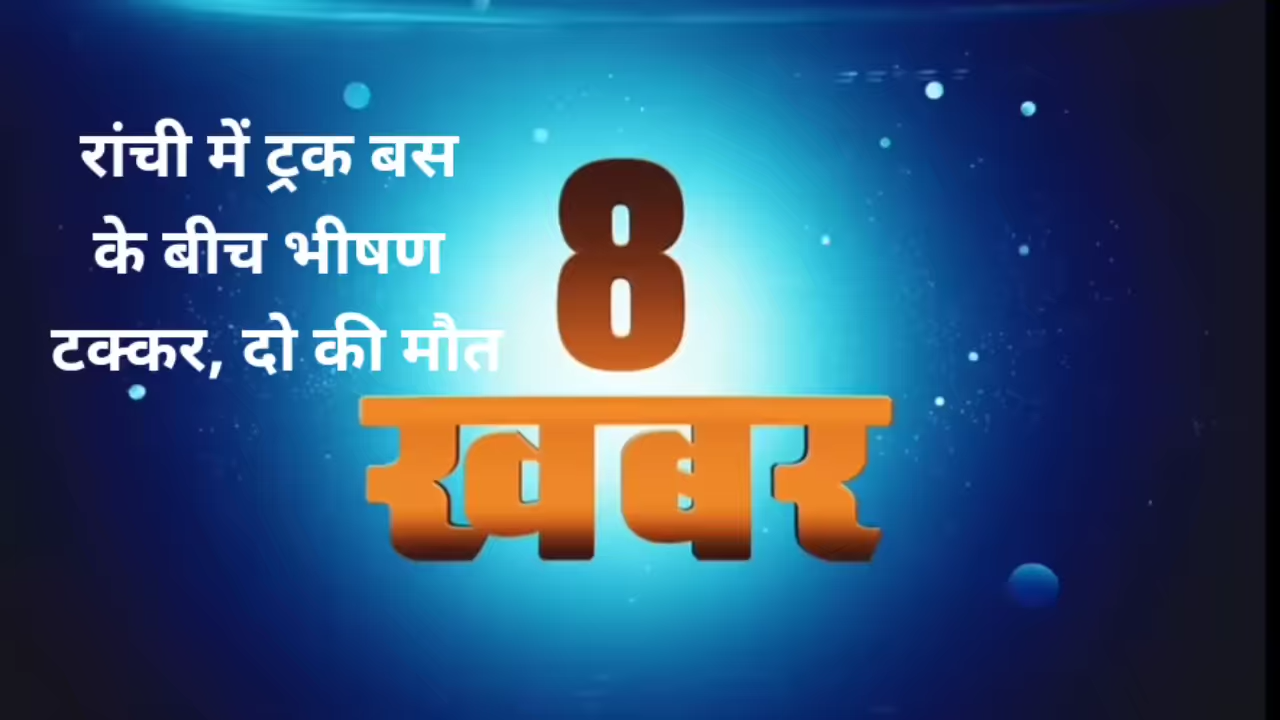 रांची में ट्रक बस
के बीच भीषण
टक्कर, दो की मौत
8
खबर